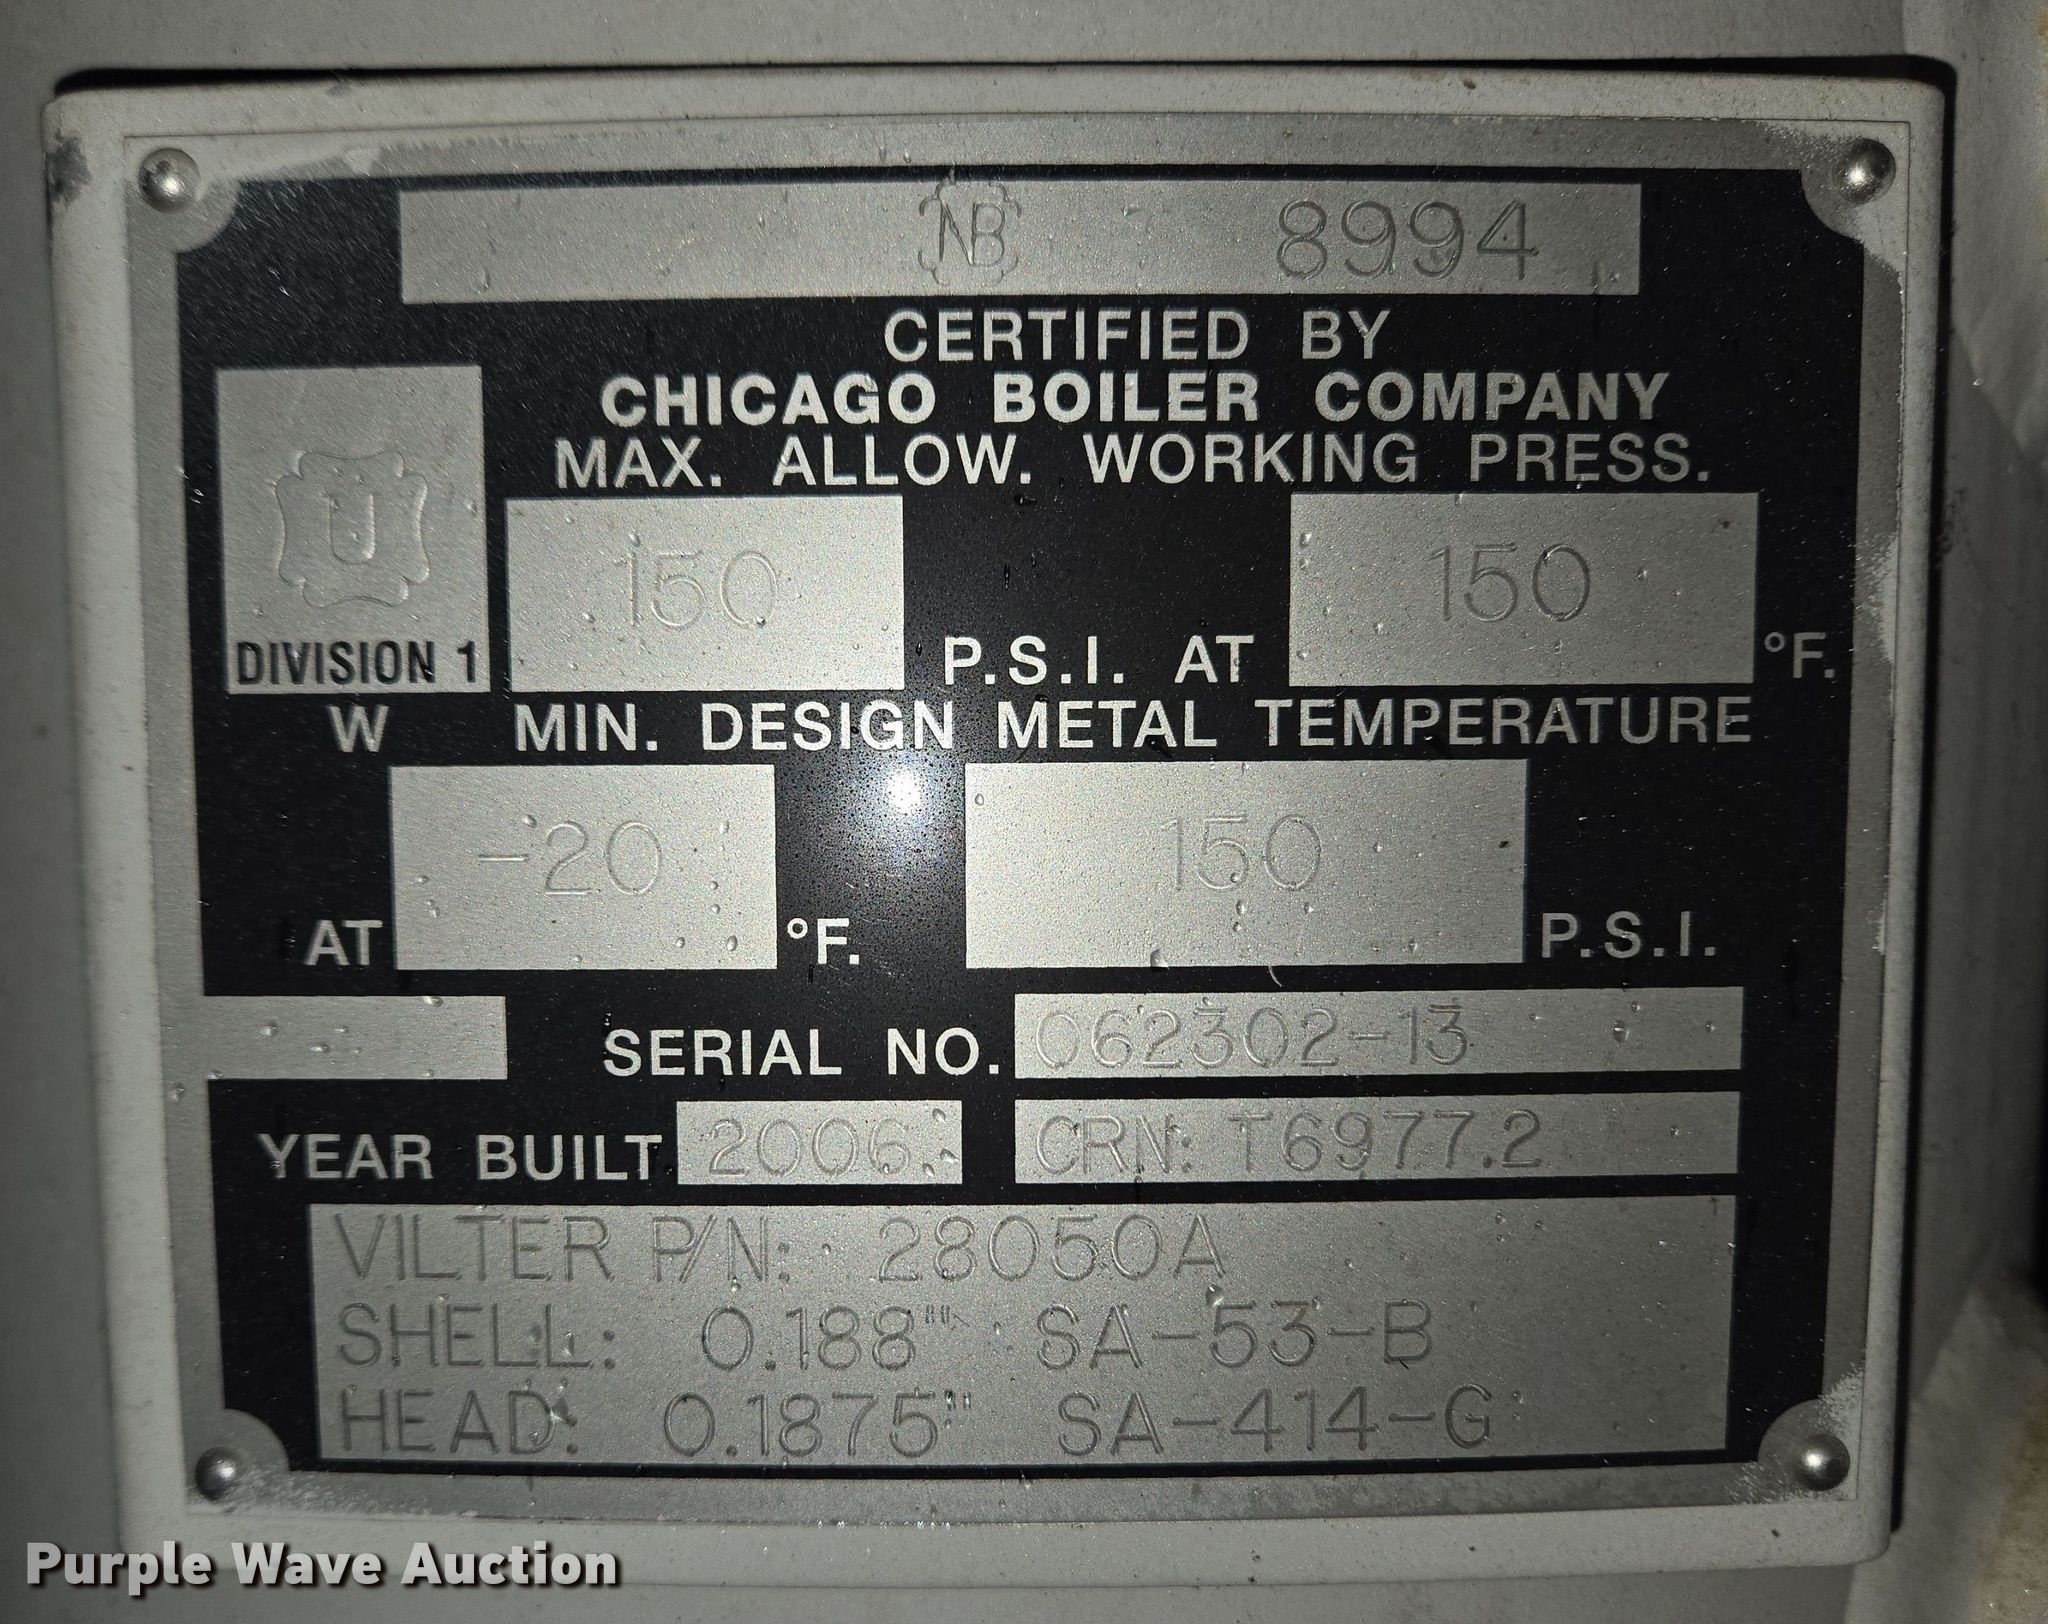 NB 8994
CERTIFIED BY
CHICAGO BOILER COMPANY
MAX. ALLOW. WORKING PRESS.
U
DIVISION 1
W
150 P.S.I. AT 150 °F.
MIN. DESIGN METAL TEMPERATURE
AT -20 °F. 150 P.S.I.
SERIAL NO. 062302-13
YEAR BUILT 2006 CRN: T6977.2
VILTER P/N: 28050A
SHELL: 0.188" SA-53-B
HEAD: 0.1875" SA-414-G
Purple Wave Auction